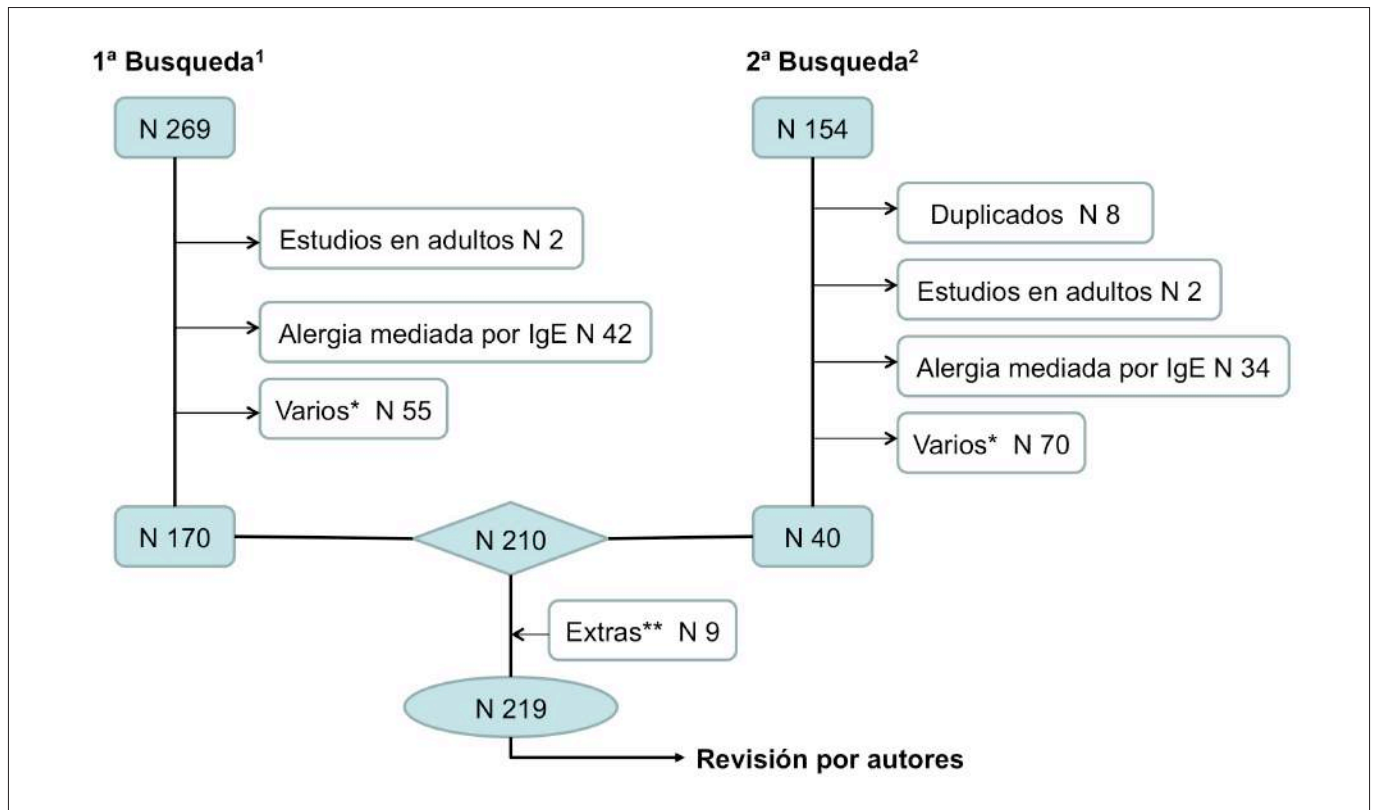 1ª Busqueda¹
N 269
Estudios en adultos N 2
Alergia mediada por IgE N 42
Varios* N 55
N 170
2ª Busqueda²
N 154
Duplicados N 8
Estudios en adultos N 2
Alergia mediada por IgE N 34
Varios* N 70
N 40
N 210
Extras** N 9
N 219
Revisión por autores